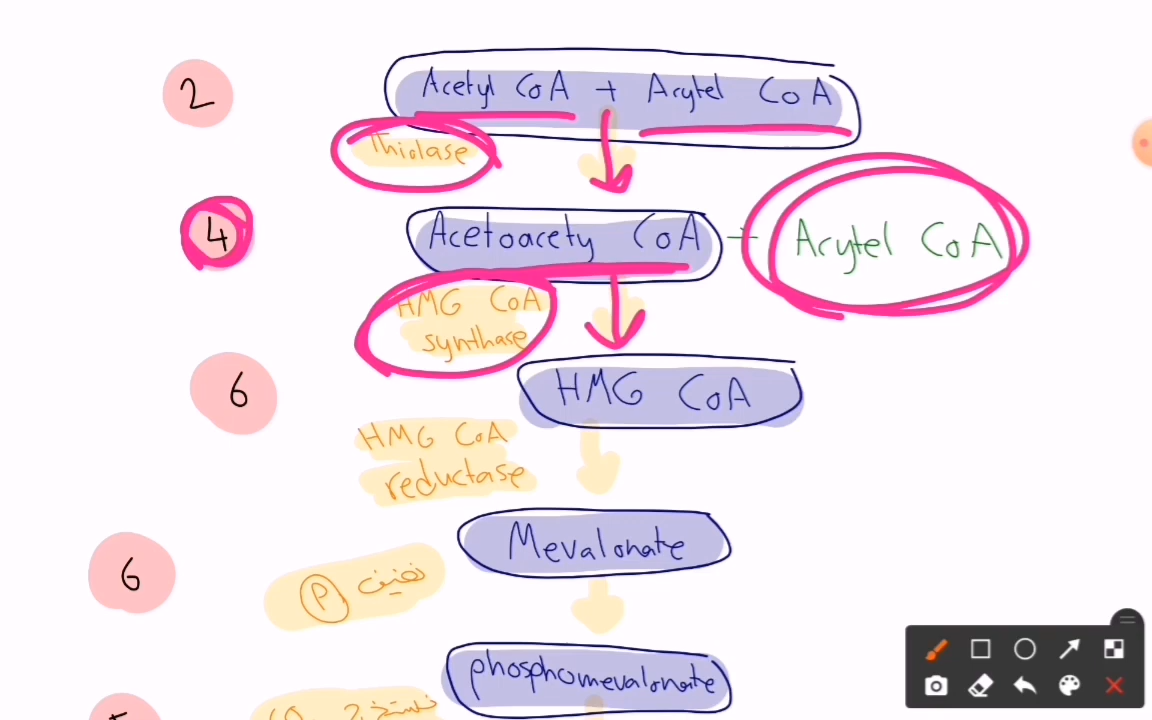 2
Acetyl CoA + Acytel CoA
Thiolase
4
Acetoacety CoA + Acytel CoA
HMG CoA
synthase
6
HMG CoA
HMG CoA
reductase
Mevalonate
6
نضيف P
phosphomevalonate
5